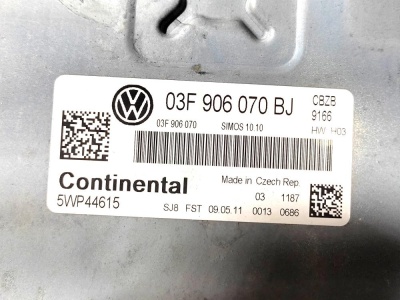 03F 906 070 BJ
CBZB
9166
03F 906 070 SIMOS 10.10 HW H03
Continental
5WP44615
Made in Czech Rep.
03 1187
SJ8 FST 09.05.11 0013 0686